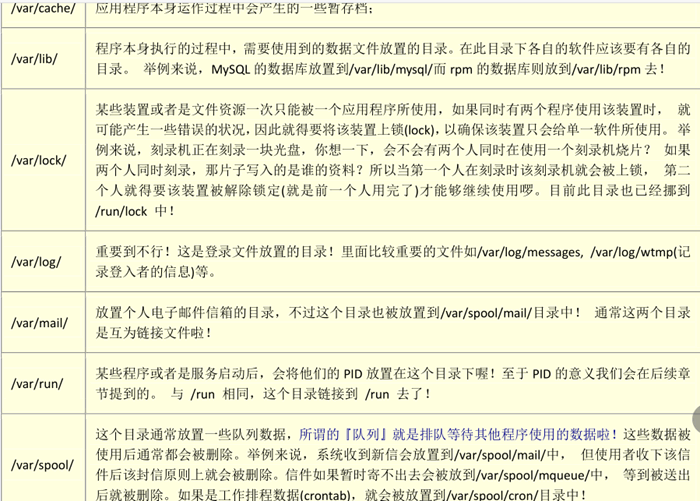 /var/cache/ 应用程序本身运作过程中会产生的一些暂存档；
/var/lib/ 程序本身执行的过程中，需要使用到的数据文件放置的目录。在此目录下各自的软件应该要有各自的
目录。 举例来说，MySQL 的数据库放置到/var/lib/mysql/而 rpm 的数据库则放到/var/lib/rpm 去！
/var/lock/ 某些装置或者是文件资源一次只能被一个应用程序所使用，如果同时有两个程序使用该装置时， 就
可能产生一些错误的状况，因此就得要将该装置上锁(lock)，以确保该装置只会给单一软件所使用。 举
例来说，刻录机正在刻录一块光盘，你想一下，会不会有两个人同时在使用一个刻录机烧片？ 如果
两个人同时刻录，那片子写入的是谁的资料？所以当第一个人在刻录时该刻录机就会被上锁， 第二
个人就得要该装置被解除锁定(就是前一个人用完了)才能够继续使用啰。目前此目录也已经挪到
/run/lock 中！
/var/log/ 重要到不行！这是登录文件放置的目录！里面比较重要的文件如/var/log/messages, /var/log/wtmp(记
录登入者的信息)等。
/var/mail/ 放置个人电子邮件信箱的目录，不过这个目录也被放置到/var/spool/mail/目录中！ 通常这两个目录
是互为链接文件啦！
/var/run/ 某些程序或者是服务启动后，会将他们的 PID 放置在这个目录下喔！至于 PID 的意义我们会在后续章
节提到的。 与 /run 相同，这个目录链接到 /run 去了！
/var/spool/ 这个目录通常放置一些队列数据，所谓的『队列』就是排队等待其他程序使用的数据啦！这些数据被
使用后通常都会被删除。举例来说，系统收到新信会放置到/var/spool/mail/中， 但使用者收下该信
件后该封信原则上就会被删除。信件如果暂时寄不出去会被放到/var/spool/mqueue/中， 等到被送出
后就被删除。如果是工作排程数据(crontab)，就会被放置到/var/spool/cron/目录中！